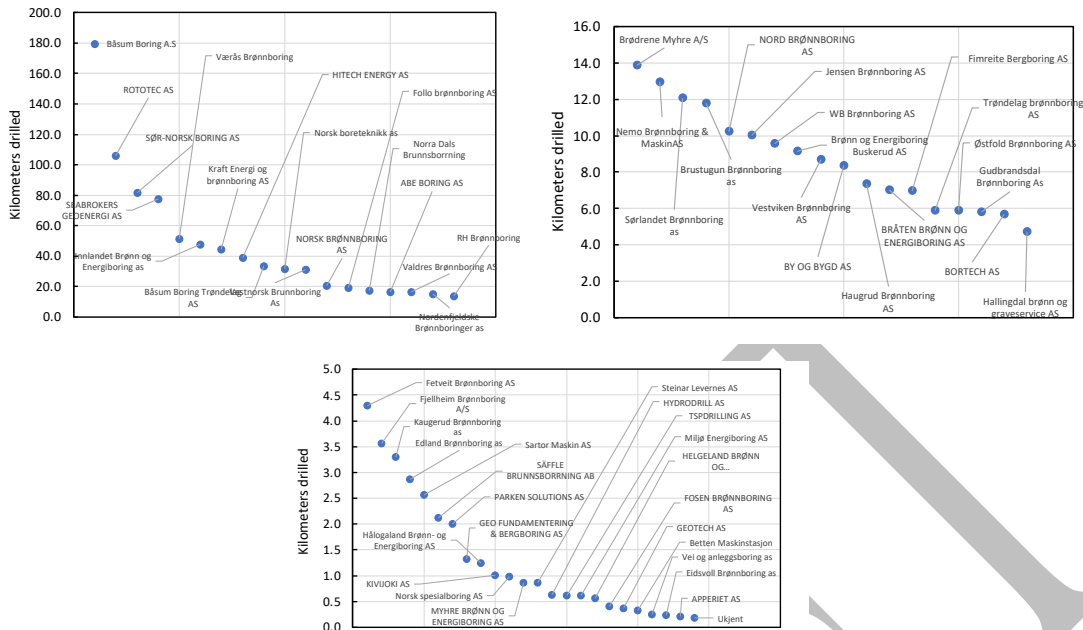 200.0
180.0
160.0
140.0
120.0
100.0
80.0
60.0
40.0
20.0
0.0
Kilometers drilled
Båsum Boring A.S
Værås Brønnboring
ROTOTEC AS
HITECH ENERGY AS
Follo brønnboring AS
SØR-NORSK BORING AS
Norsk boreteknikk as
Norra Dals
Brunnsborrning
Kraft Energi og
brønnboring AS
ABE BORING AS
SEABROKERS
GEOENERGI AS
NORSK BRØNNBORING
AS
RH Brønnboring
Innlandet Brønn og
Energiboring as
Valdres Brønnboring AS
Båsum Boring Trøndelag
AS
Vestnorsk Brunnboring
As
Nordenfjeldske
Brønnboringer as
16.0
14.0
12.0
10.0
8.0
6.0
4.0
2.0
0.0
Kilometers drilled
Brødrene Myhre A/S
NORD BRØNNBORING
AS
Fimreite Bergboring AS
Jensen Brønnboring AS
Trøndelag brønnboring
AS
WB Brønnboring AS
Nemo Brønnboring &
MaskinAS
Brønn og Energiboring
Buskerud AS
Østfold Brønnboring AS
Brustugun Brønnboring
as
Gudbrandsdal
Brønnboring As
Sørlandet Brønnboring
as
Vestviken Brønnboring
AS
BRÅTEN BRØNN OG
ENERGIBORING AS
BY OG BYGD AS
BORTECH AS
Haugrud Brønnboring
AS
Hallingdal brønn og
graveservice AS
5.0
4.5
4.0
3.5
3.0
2.5
2.0
1.5
1.0
0.5
0.0
Kilometers drilled
Fetveit Brønnboring AS
Steinar Levernes AS
Fjellheim Brønnboring
A/S
HYDRODRILL AS
TSPDRILLING AS
Kaugerud Brønnboring
as
Edland Brønnboring as
Sartor Maskin AS
Miljø Energiboring AS
HELGELAND BRØNN
OG...
SÄFFLE
BRUNNSBORRNING AB
PARKEN SOLUTIONS AS
FOSEN BRØNNBORING
AS
GEO FUNDAMENTERING
& BERGBORING AS
GEOTECH AS
Hålogaland Brønn- og
Energiboring AS
Betten Maskinstasjon
Vei og anleggsboring as
KIVIJOKI AS
Eidsvoll Brønnboring as
Norsk spesialboring AS
APPERIET AS
MYHRE BRØNN OG
ENERGIBORING AS
Ukjent